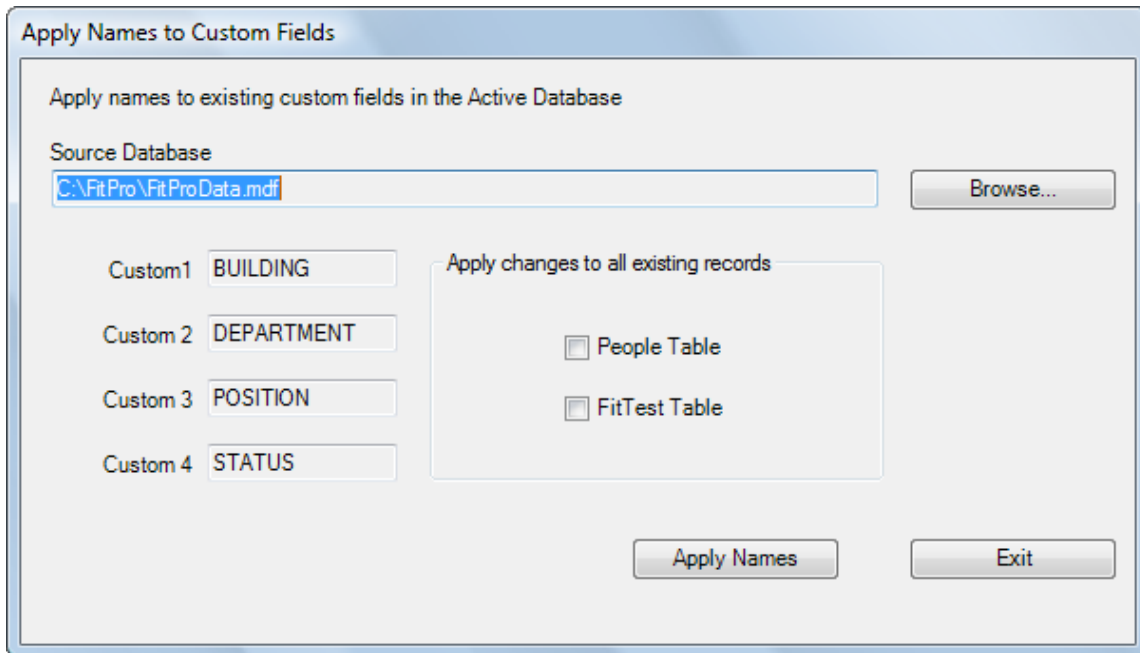 Apply Names to Custom Fields
Apply names to existing custom fields in the Active Database
Source Database
C:\FitPro\FitProData.mdf
Browse...
Custom1 BUILDING
Custom 2 DEPARTMENT
Custom 3 POSITION
Custom 4 STATUS
Apply changes to all existing records
People Table
FitTest Table
Apply Names
Exit